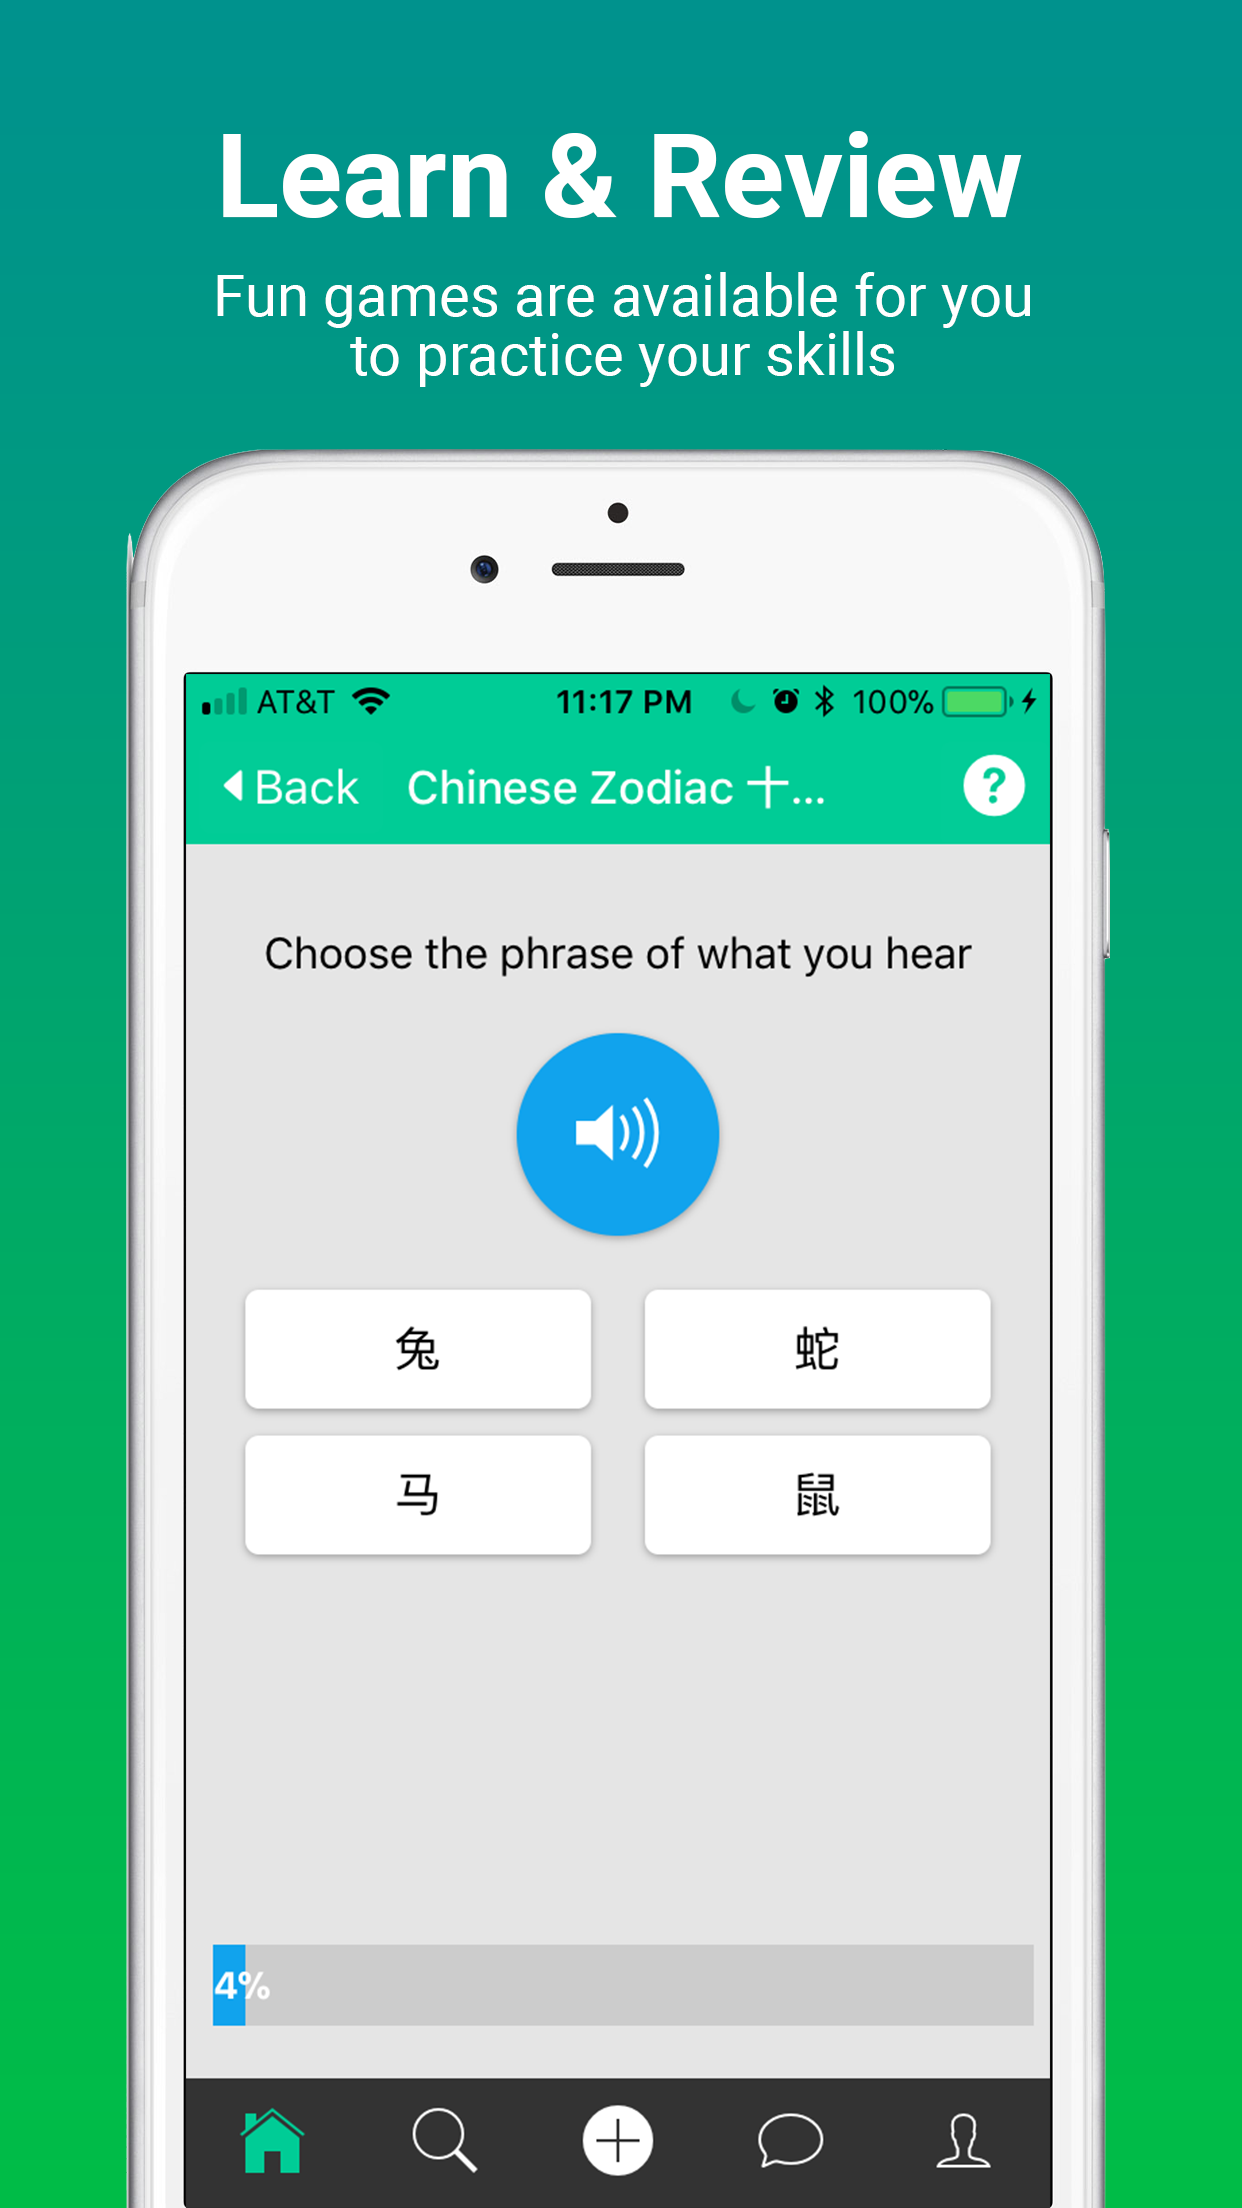 Learn & Review
Fun games are available for you
to practice your skills
AT&T 11:17 PM 100%
Back Chinese Zodiac 十...
?
Choose the phrase of what you hear
兔 蛇
马 鼠
4%